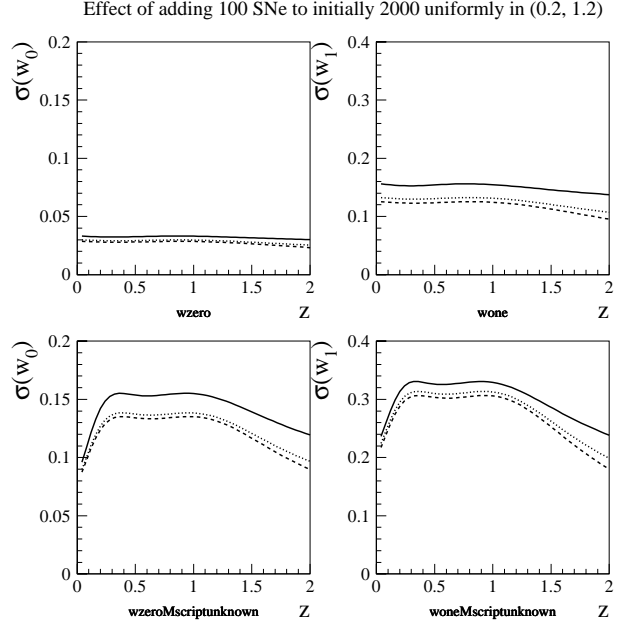 Effect of adding 100 SNe to initially 2000 uniformly in (0.2, 1.2)
σ(w0)
0.2
0.15
0.1
0.05
0
0 0.5 1 1.5 2
wzero Z
σ(w1)
0.4
0.3
0.2
0.1
0
0 0.5 1 1.5 2
wone Z
σ(w0)
0.2
0.15
0.1
0.05
0
0 0.5 1 1.5 2
wzeroMscriptunknown Z
σ(w1)
0.4
0.3
0.2
0.1
0
0 0.5 1 1.5 2
woneMscriptunknown Z